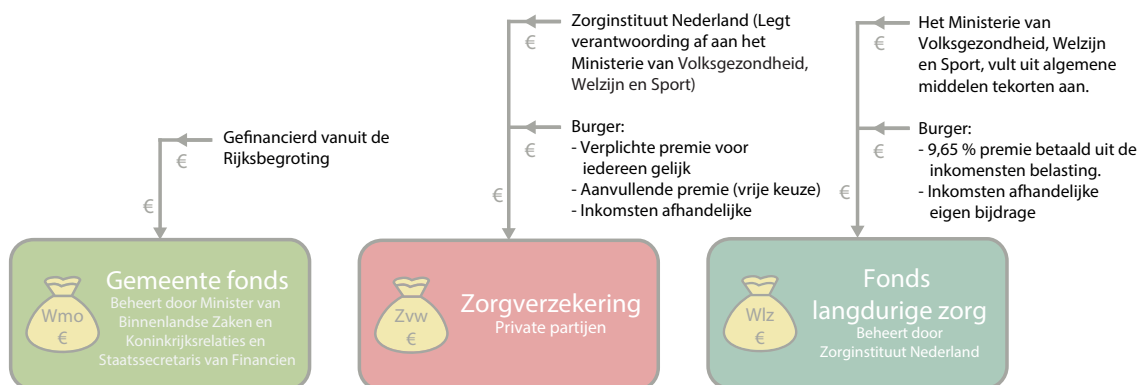 Gefinancierd vanuit de
Rijksbegroting
€
€
Wmo
€
Gemeente fonds
Beheert door Minister van
Binnenlandse Zaken en
Koninkrijksrelaties en
Staatssecretaris van Financien
Zorginstituut Nederland (Legt
verantwoording af aan het
Ministerie van Volksgezondheid,
Welzijn en Sport)
€
Burger:
- Verplichte premie voor
iedereen gelijk
- Aanvullende premie (vrije keuze)
- Inkomsten afhandelijke
€
€
Zvw
€
Zorgverzekering
Private partijen
Het Ministerie van
Volksgezondheid, Welzijn
en Sport, vult uit algemene
middelen tekorten aan.
€
Burger:
- 9,65 % premie betaald uit de
inkomensten belasting.
- Inkomsten afhandelijke
eigen bijdrage
€
€
Wlz
€
Fonds
langdurige zorg
Beheert door
Zorginstituut Nederland